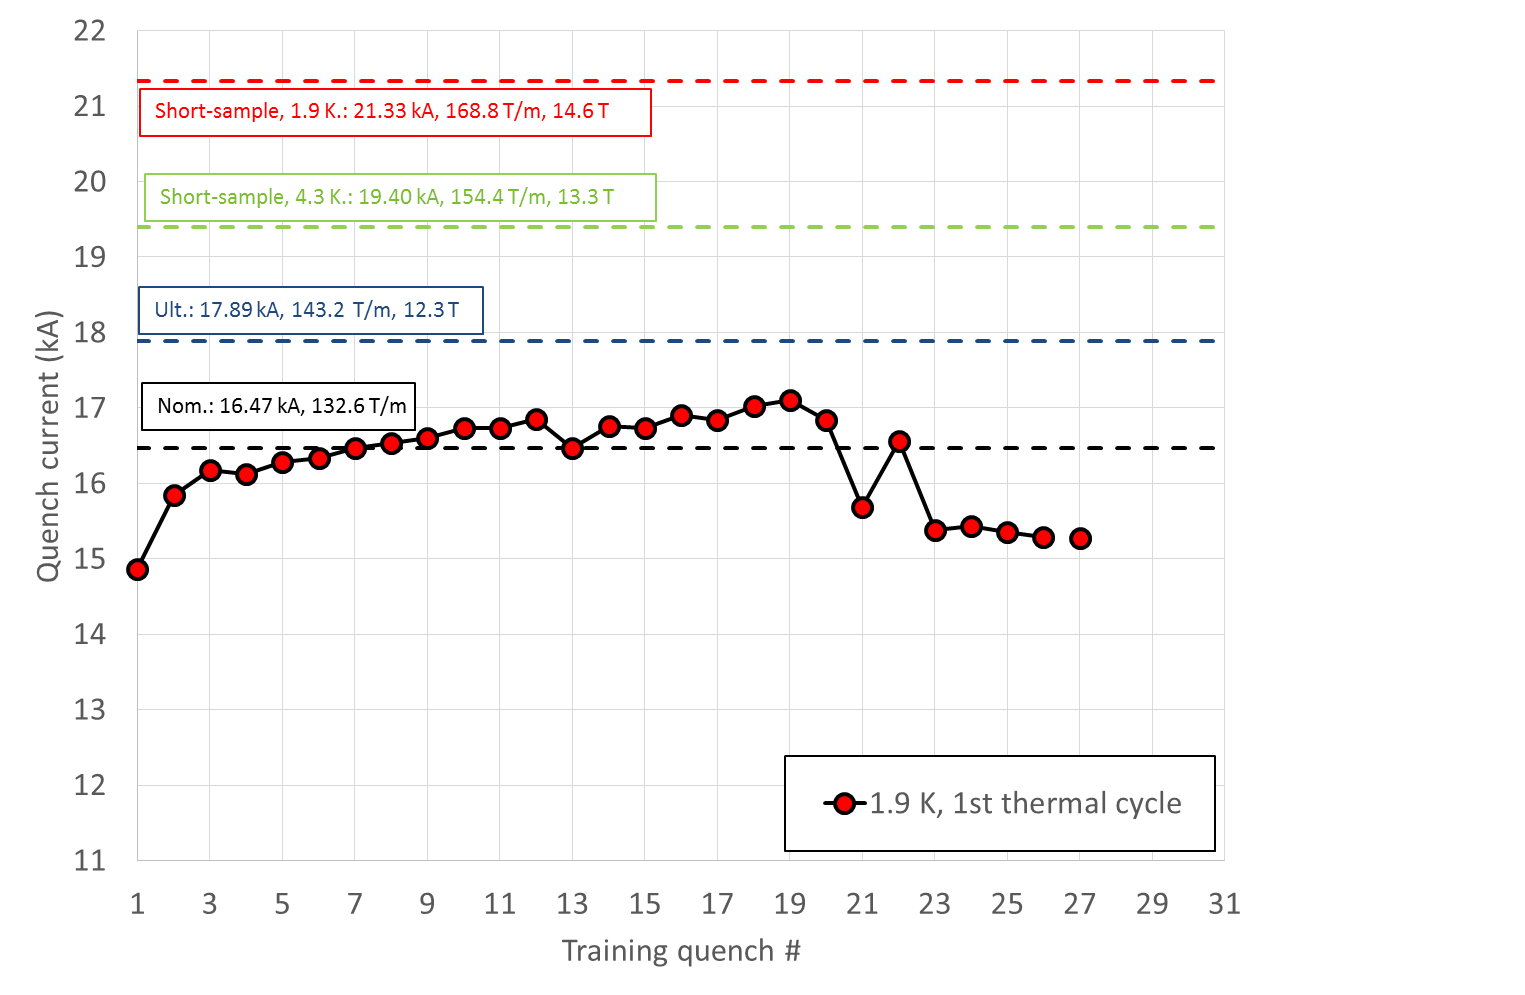 22
21
20
19
18
17
16
15
14
13
12
11
Quench current (kA)
Short-sample, 1.9 K.: 21.33 kA, 168.8 T/m, 14.6 T
Short-sample, 4.3 K.: 19.40 kA, 154.4 T/m, 13.3 T
Ult.: 17.89 kA, 143.2 T/m, 12.3 T
Nom.: 16.47 kA, 132.6 T/m
1.9 K, 1st thermal cycle
1 3 5 7 9 11 13 15 17 19 21 23 25 27 29 31
Training quench #